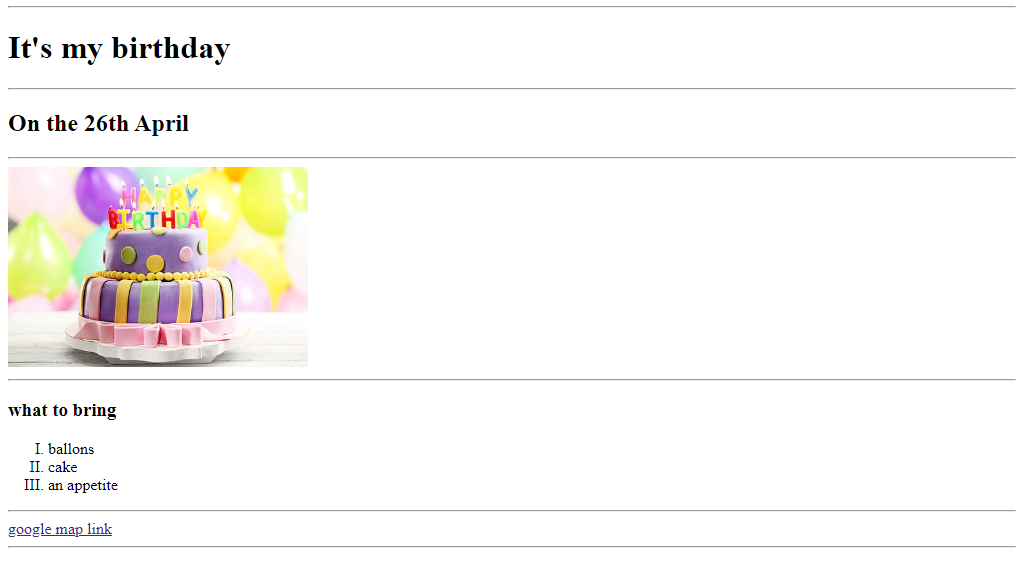 It's my birthday
On the 26th April
HAPPY
BIRTHDAY
what to bring
I. ballons
II. cake
III. an appetite
google map link